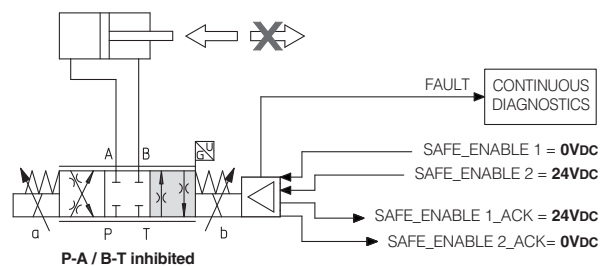 FAULT
CONTINUOUS
DIAGNOSTICS
A B
G U
SAFE_ENABLE 1 = 0VDC
SAFE_ENABLE 2 = 24VDC
SAFE_ENABLE 1_ACK = 24VDC
SAFE_ENABLE 2_ACK= 0VDC
a P T b
P-A / B-T inhibited